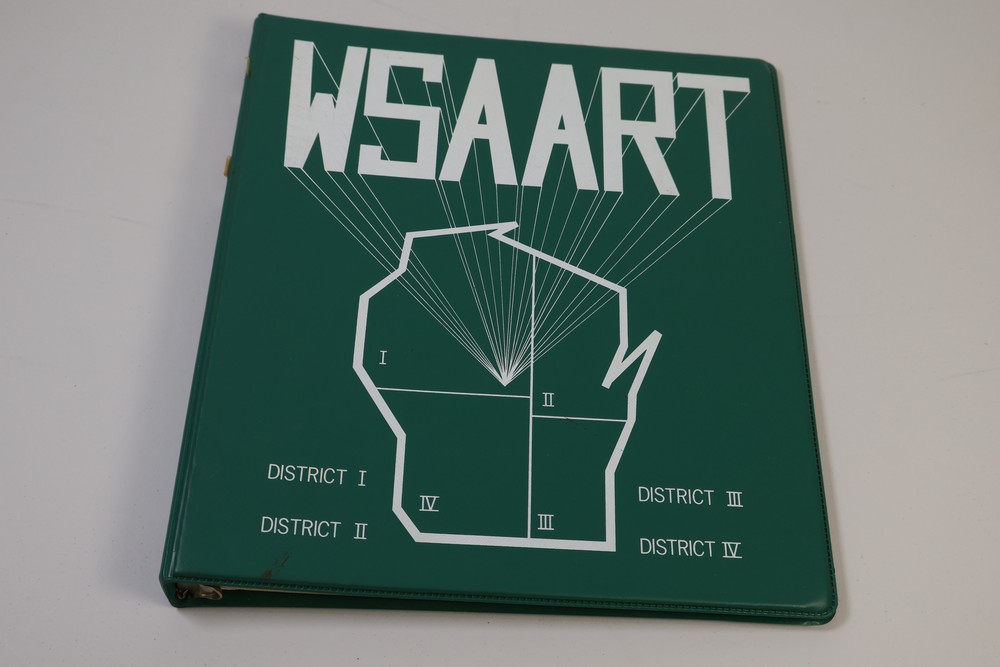 WSAART
I
II
IV
III
DISTRICT I
DISTRICT II
DISTRICT III
DISTRICT IV